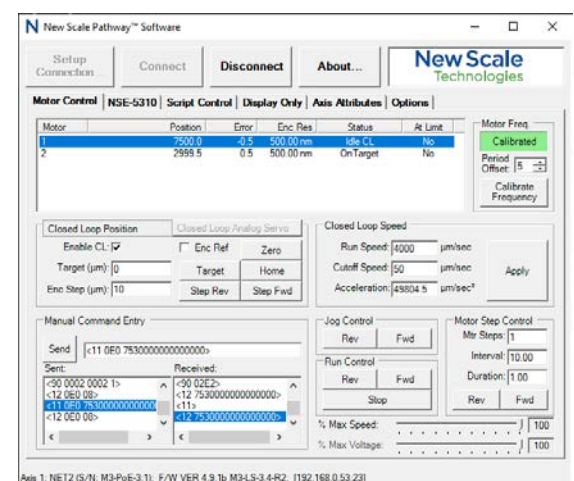 New Scale Pathway™ Software
Setup Connection... Connect Disconnect About... New Scale Technologies
Motor Control NSE-5310 Script Control Display Only Axis Attributes Options
Motor Position Error Enc Res Status At Limit
1 7500.0 -0.5 500.00 nm Idle CL No
2 2999.5 0.5 500.00 nm On Target No
Motor Freq.
Calibrated
Period Offset: 5
Calibrate Frequency
Closed Loop Position Closed Loop Analog Servo
Enable CL: Enc Ref Zero
Target (µm): 0 Target Home
Enc Step (µm): 10 Step Rev Step Fwd
Closed Loop Speed
Run Speed: 4000 µm/sec
Cutoff Speed: 50 µm/sec Apply
Acceleration: 49804.5 µm/sec²
Manual Command Entry
Send <11 0E0 7530000000000000>
Sent: Received:
<90 0002 0002 1> <90 02E2>
<12 0E0 08> <12 7530000000000000>
<11 0E0 753000000000000 <11>
<12 0E0 08> <12 7530000000000000>
Jog Control
Rev Fwd
Run Control
Rev Fwd
Stop
Motor Step Control
Mtr Steps: 1
Interval: 10.00
Duration: 1.00
Rev Fwd
% Max Speed: 100
% Max Voltage: 100
Axis 1: NET2 (S/N: M3-PoE-3.1): F/W VER 4.9.1b M3-LS-3.4-R2: [192.168.0.53.23]